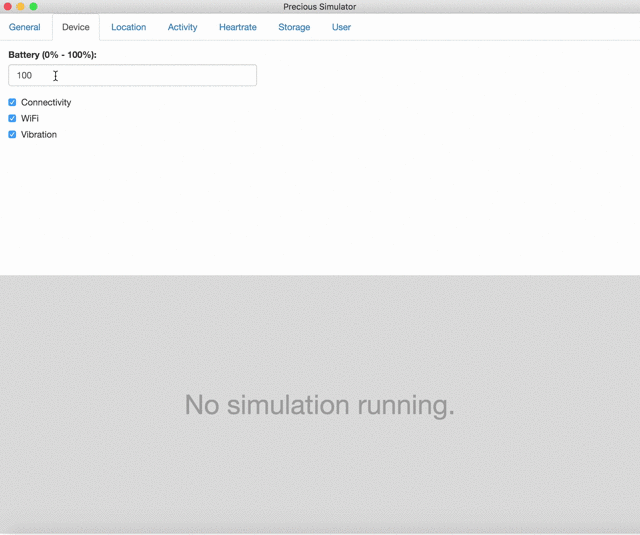 Precious Simulator
General Device Location Activity Heartrate Storage User
Battery (0% - 100%):
100
Connectivity
WiFi
Vibration
No simulation running.